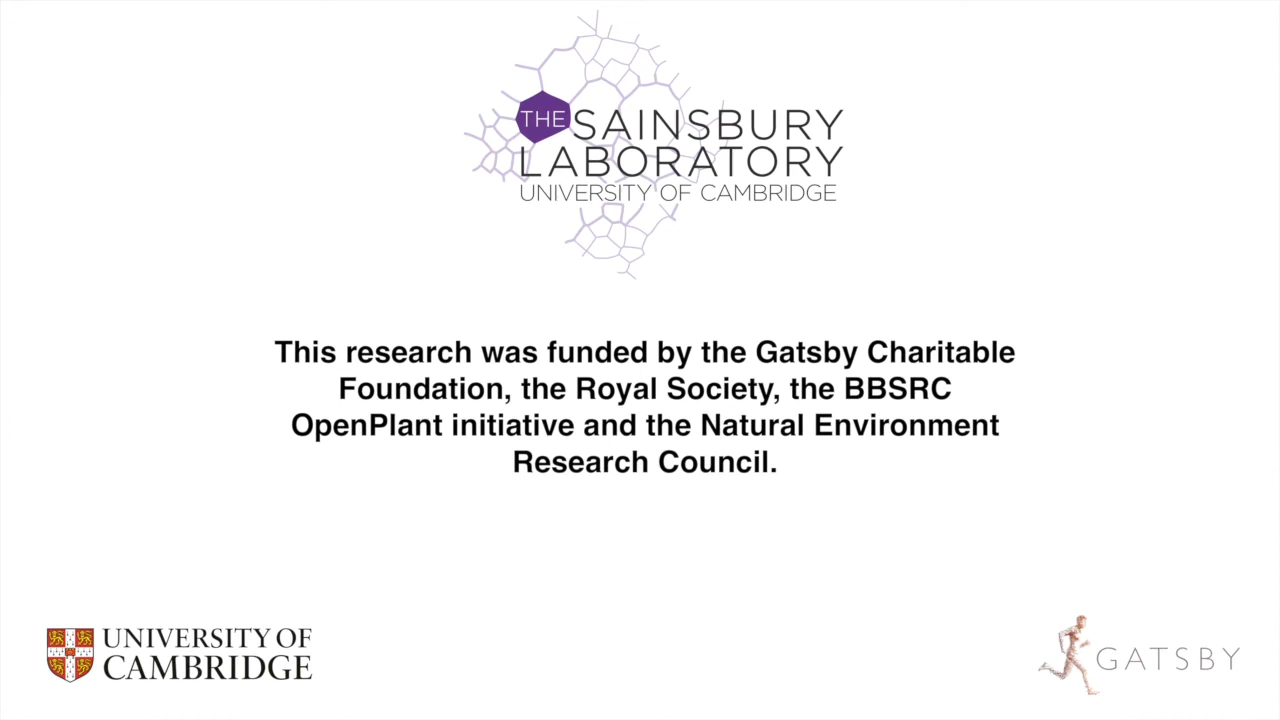 THE SAINSBURY
LABORATORY
UNIVERSITY OF CAMBRIDGE
This research was funded by the Gatsby Charitable
Foundation, the Royal Society, the BBSRC
OpenPlant initiative and the Natural Environment
Research Council.
UNIVERSITY OF
CAMBRIDGE
GATSBY